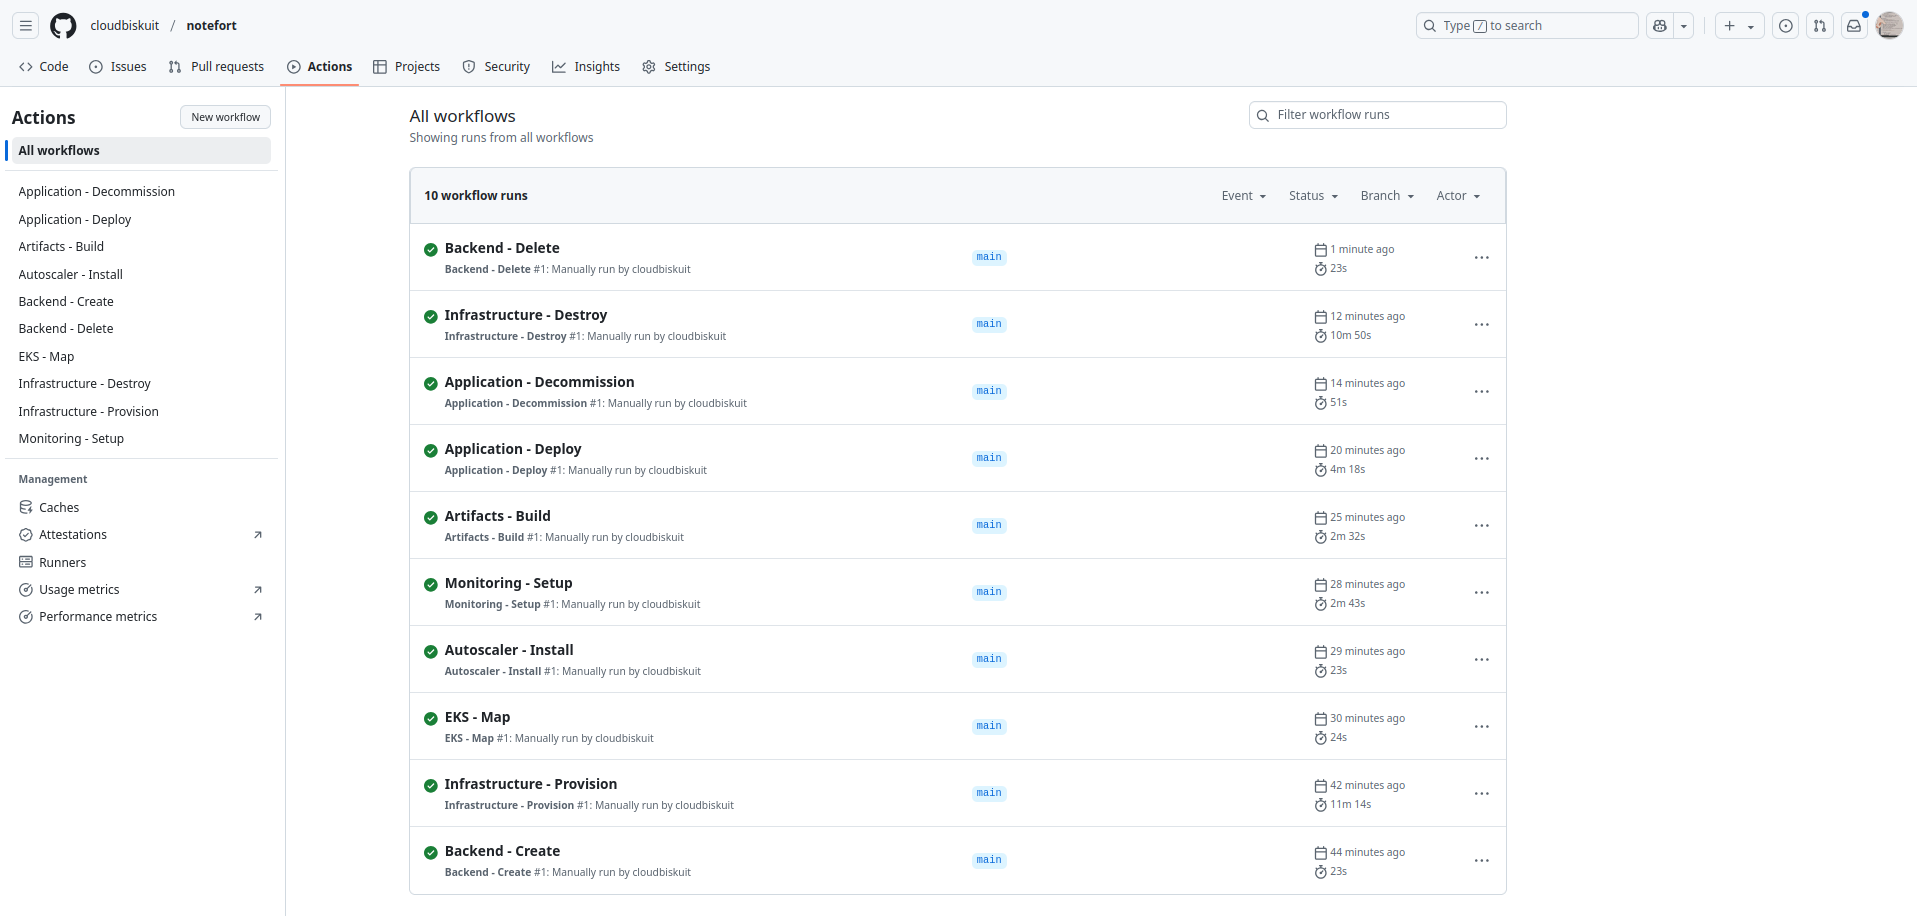 cloudbiskuit / notefort
Type / to search
Code Issues Pull requests Actions Projects Security Insights Settings
Actions
New workflow
All workflows
Application - Decommission
Application - Deploy
Artifacts - Build
Autoscaler - Install
Backend - Create
Backend - Delete
EKS - Map
Infrastructure - Destroy
Infrastructure - Provision
Monitoring - Setup
Management
Caches
Attestations
Runners
Usage metrics
Performance metrics
All workflows
Showing runs from all workflows
Filter workflow runs
10 workflow runs
Event Status Branch Actor
Backend - Delete
Backend - Delete #1: Manually run by cloudbiskuit
main
1 minute ago
23s
Infrastructure - Destroy
Infrastructure - Destroy #1: Manually run by cloudbiskuit
main
12 minutes ago
10m 50s
Application - Decommission
Application - Decommission #1: Manually run by cloudbiskuit
main
14 minutes ago
51s
Application - Deploy
Application - Deploy #1: Manually run by cloudbiskuit
main
20 minutes ago
4m 18s
Artifacts - Build
Artifacts - Build #1: Manually run by cloudbiskuit
main
25 minutes ago
2m 32s
Monitoring - Setup
Monitoring - Setup #1: Manually run by cloudbiskuit
main
28 minutes ago
2m 43s
Autoscaler - Install
Autoscaler - Install #1: Manually run by cloudbiskuit
main
29 minutes ago
23s
EKS - Map
EKS - Map #1: Manually run by cloudbiskuit
main
30 minutes ago
24s
Infrastructure - Provision
Infrastructure - Provision #1: Manually run by cloudbiskuit
main
42 minutes ago
11m 14s
Backend - Create
Backend - Create #1: Manually run by cloudbiskuit
main
44 minutes ago
23s